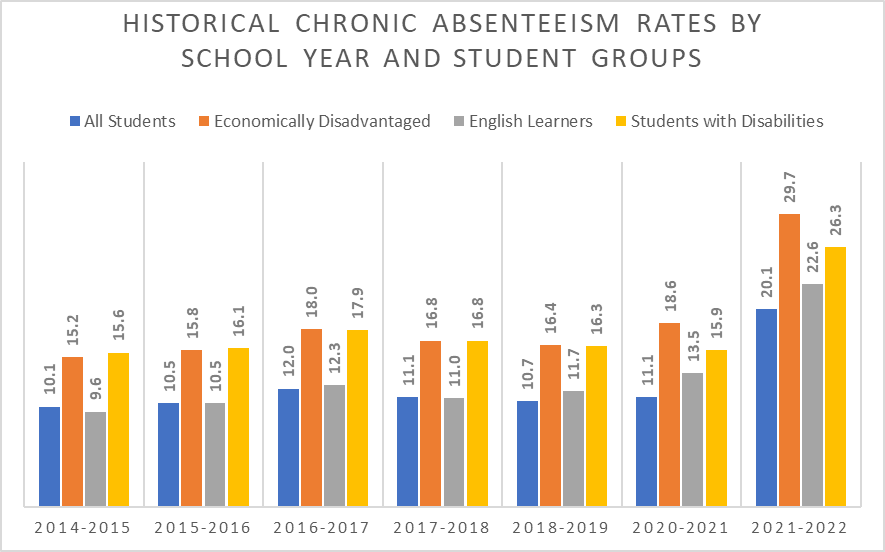 HISTORICAL CHRONIC ABSENTEEISM RATES BY
SCHOOL YEAR AND STUDENT GROUPS
All Students Economically Disadvantaged English Learners Students with Disabilities
10.1 15.2 9.6 15.6
10.5 15.8 10.5 16.1
12.0 18.0 12.3 17.9
11.1 16.8 11.0 16.8
10.7 16.4 11.7 16.3
11.1 18.6 13.5 15.9
20.1 29.7 22.6 26.3
2014-2015 2015-2016 2016-2017 2017-2018 2018-2019 2020-2021 2021-2022